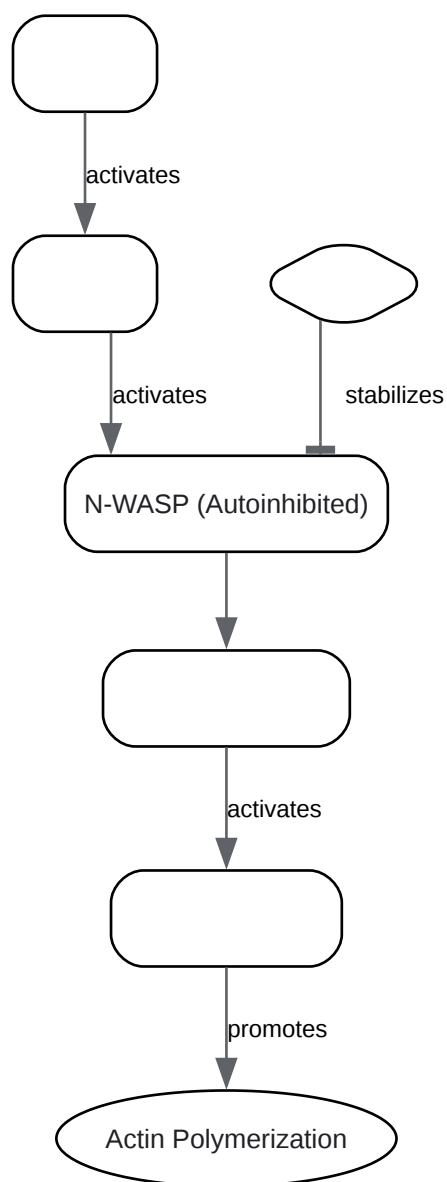 activates
activates
stabilizes
N-WASP (Autoinhibited)
activates
promotes
Actin Polymerization